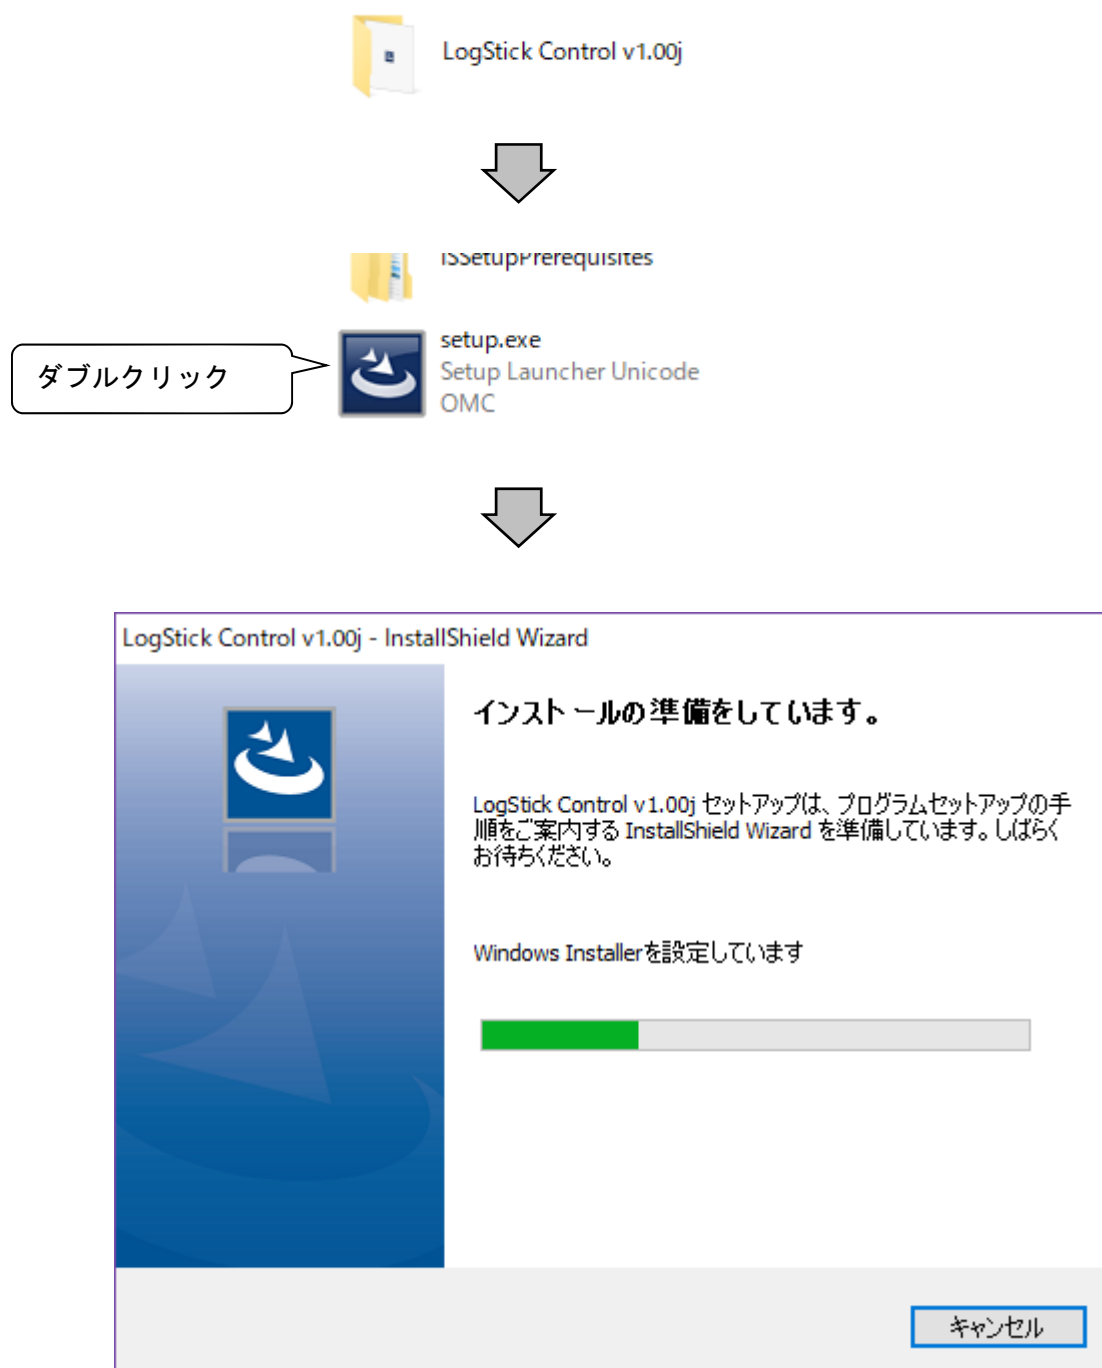 LogStick Control v1.00j
ISSetupPrerequisites
setup.exe
Setup Launcher Unicode
OMC
ダブルクリック
LogStick Control v1.00j - InstallShield Wizard
インストールの準備をしています。
LogStick Control v1.00j セットアップは、プログラムセットアップの手
順をご案内する InstallShield Wizard を準備しています。しばらく
お待ちください。
Windows Installerを設定しています
キャンセル